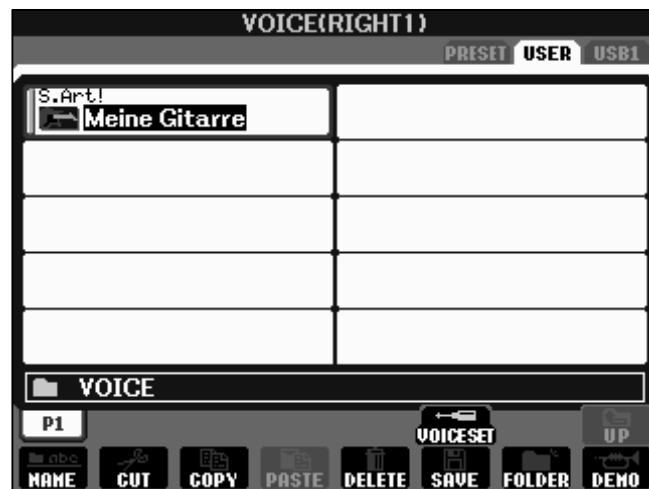 VOICE(RIGHT1)
PRESET USER USB1
S.Art!
Meine Gitarre
VOICE
P1
VOICESET UP
abc
NAME CUT COPY PASTE DELETE SAVE FOLDER DEMO